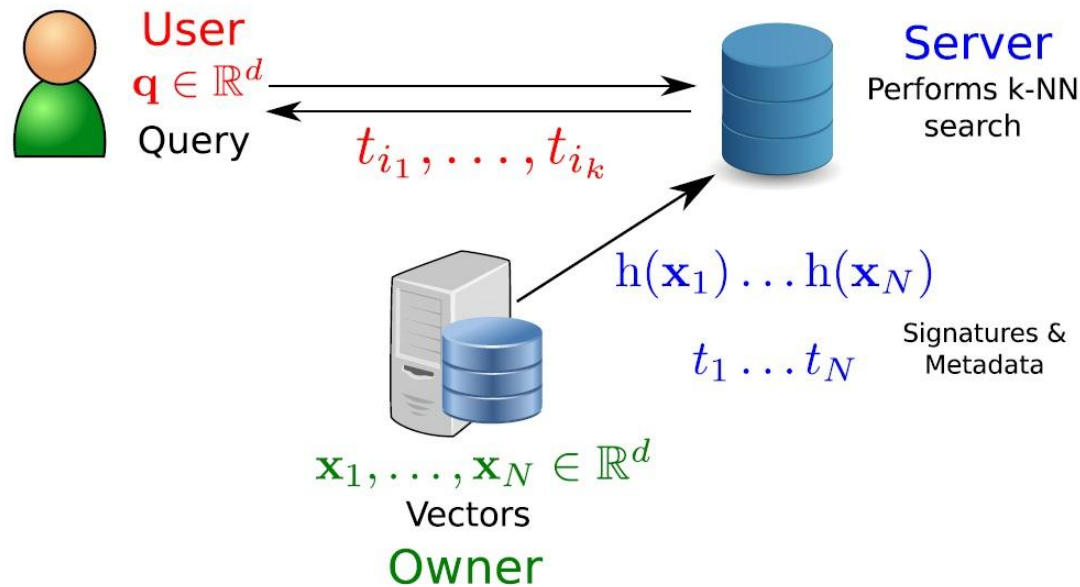 User
q ∈ ℝ^d
Query
t_{i_1}, . . . , t_{i_k}
Server
Performs k-NN
search
h(x_1) . . . h(x_N)
t_1 . . . t_N
Signatures &
Metadata
x_1, . . . , x_N ∈ ℝ^d
Vectors
Owner